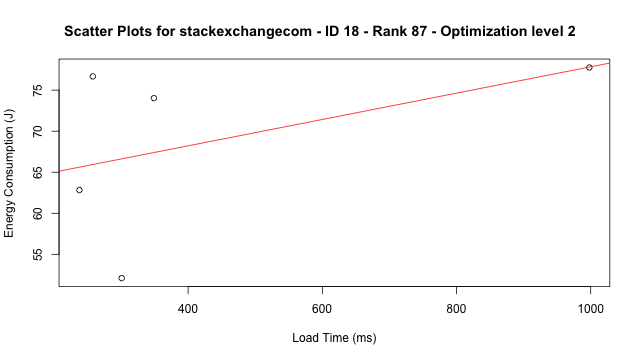 Scatter Plots for stackexchangecom - ID 18 - Rank 87 - Optimization level 2
Energy Consumption (J)
75
70
65
60
55
400 600 800 1000
Load Time (ms)